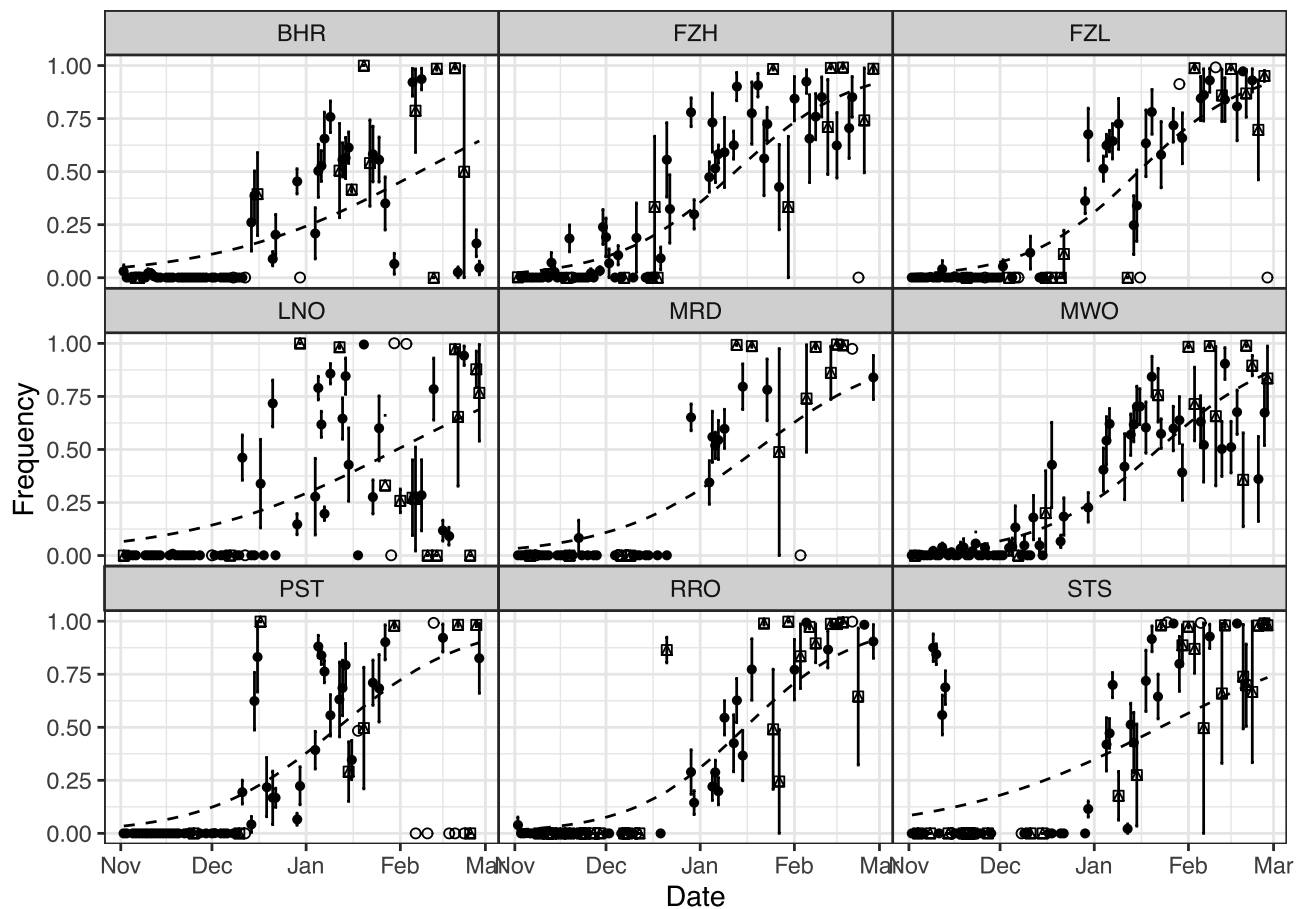 BHR FZH FZL
1.00
0.75
0.50
0.25
0.00
LNO MRD MWO
1.00
0.75
0.50
0.25
0.00
PST RRO STS
1.00
0.75
0.50
0.25
0.00
Frequency
Nov Dec Jan Feb Mar Nov Dec Jan Feb Mar Nov Dec Jan Feb Mar
Date